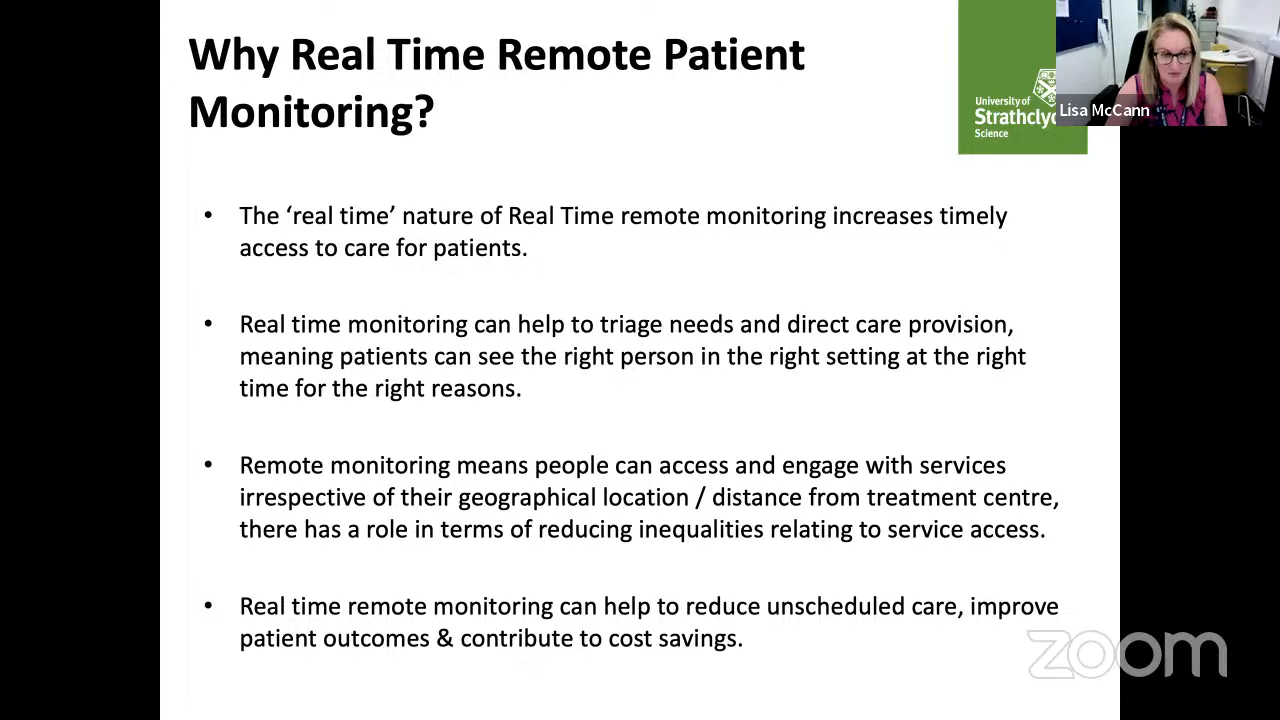 Why Real Time Remote Patient
Monitoring?
University of
Strathclyc
Science
Lisa McCann
• The ‘real time’ nature of Real Time remote monitoring increases timely
access to care for patients.
• Real time monitoring can help to triage needs and direct care provision,
meaning patients can see the right person in the right setting at the right
time for the right reasons.
• Remote monitoring means people can access and engage with services
irrespective of their geographical location / distance from treatment centre,
there has a role in terms of reducing inequalities relating to service access.
• Real time remote monitoring can help to reduce unscheduled care, improve
patient outcomes & contribute to cost savings.
zoom